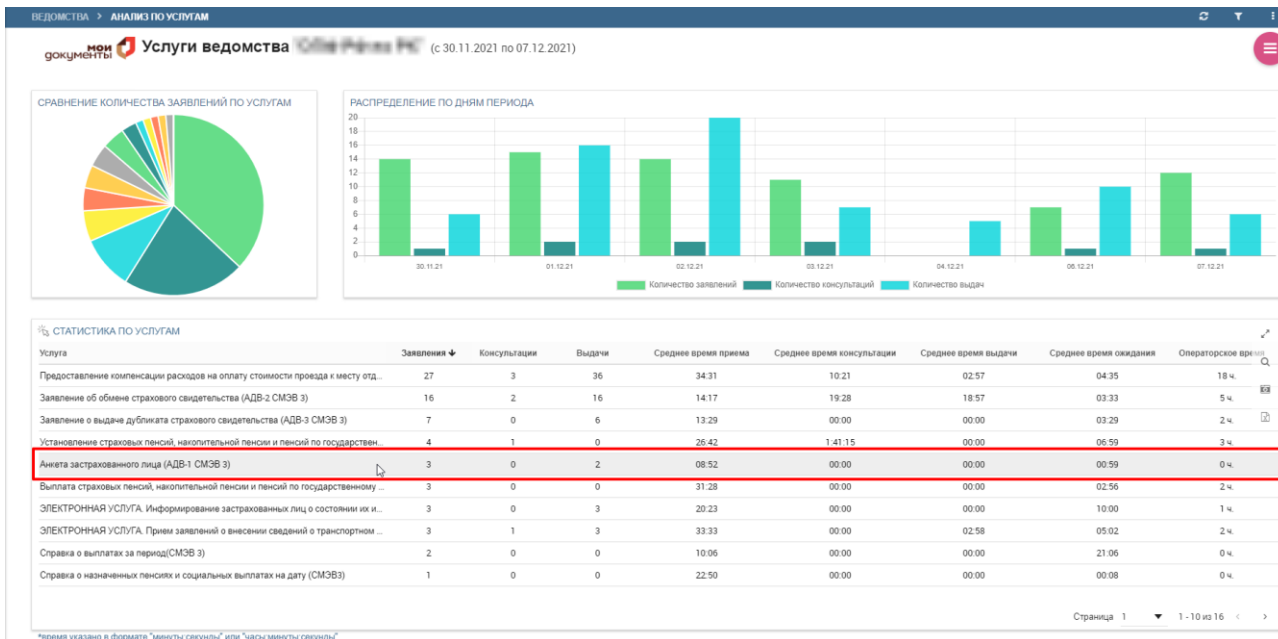 ВЕДОМСТВА > АНАЛИЗ ПО УСЛУГАМ
мои документы Услуги ведомства (с 30.11.2021 по 07.12.2021)
СРАВНЕНИЕ КОЛИЧЕСТВА ЗАЯВЛЕНИЙ ПО УСЛУГАМ
РАСПРЕДЕЛЕНИЕ ПО ДНЯМ ПЕРИОДА
20
18
16
14
12
10
8
6
4
2
0
30.11.21 01.12.21 02.12.21 03.12.21 04.12.21 06.12.21 07.12.21
Количество заявлений Количество консультаций Количество выдач
СТАТИСТИКА ПО УСЛУГАМ
Услуга Заявления Консультации Выдачи Среднее время приема Среднее время консультации Среднее время выдачи Среднее время ожидания Операторское время
Предоставление компенсации расходов на оплату стоимости проезда к месту отд... 27 3 36 34:31 10:21 02:57 04:35 18 ч.
Заявление об обмене страхового свидетельства (АДВ-2 СМЭВ 3) 16 2 16 14:17 19:28 18:57 03:33 5 ч.
Заявление о выдаче дубликата страхового свидетельства (АДВ-3 СМЭВ 3) 7 0 6 13:29 00:00 00:00 03:29 2 ч.
Установление страховых пенсий, накопительной пенсии и пенсий по государствен... 4 1 0 26:42 1:41:15 00:00 06:59 3 ч.
Анкета застрахованного лица (АДВ-1 СМЭВ 3) 3 0 2 08:52 00:00 00:00 00:59 0 ч.
Выплата страховых пенсий, накопительной пенсии и пенсий по государственному ... 3 0 0 31:28 00:00 00:00 02:56 2 ч.
ЭЛЕКТРОННАЯ УСЛУГА. Информирование застрахованных лиц о состоянии их и... 3 0 3 20:23 00:00 00:00 10:00 1 ч.
ЭЛЕКТРОННАЯ УСЛУГА. Прием заявлений о внесении сведений о транспортном ... 3 1 3 33:33 00:00 02:58 05:02 2 ч.
Справка о выплатах за период(СМЭВ 3) 2 0 0 10:06 00:00 00:00 21:06 0 ч.
Справка о назначенных пенсиях и социальных выплатах на дату (СМЭВ3) 1 0 0 22:50 00:00 00:00 00:08 0 ч.
Страница 1 1 - 10 из 16
*время указано в формате "минуты:секунды" или "часы:минуты:секунды"